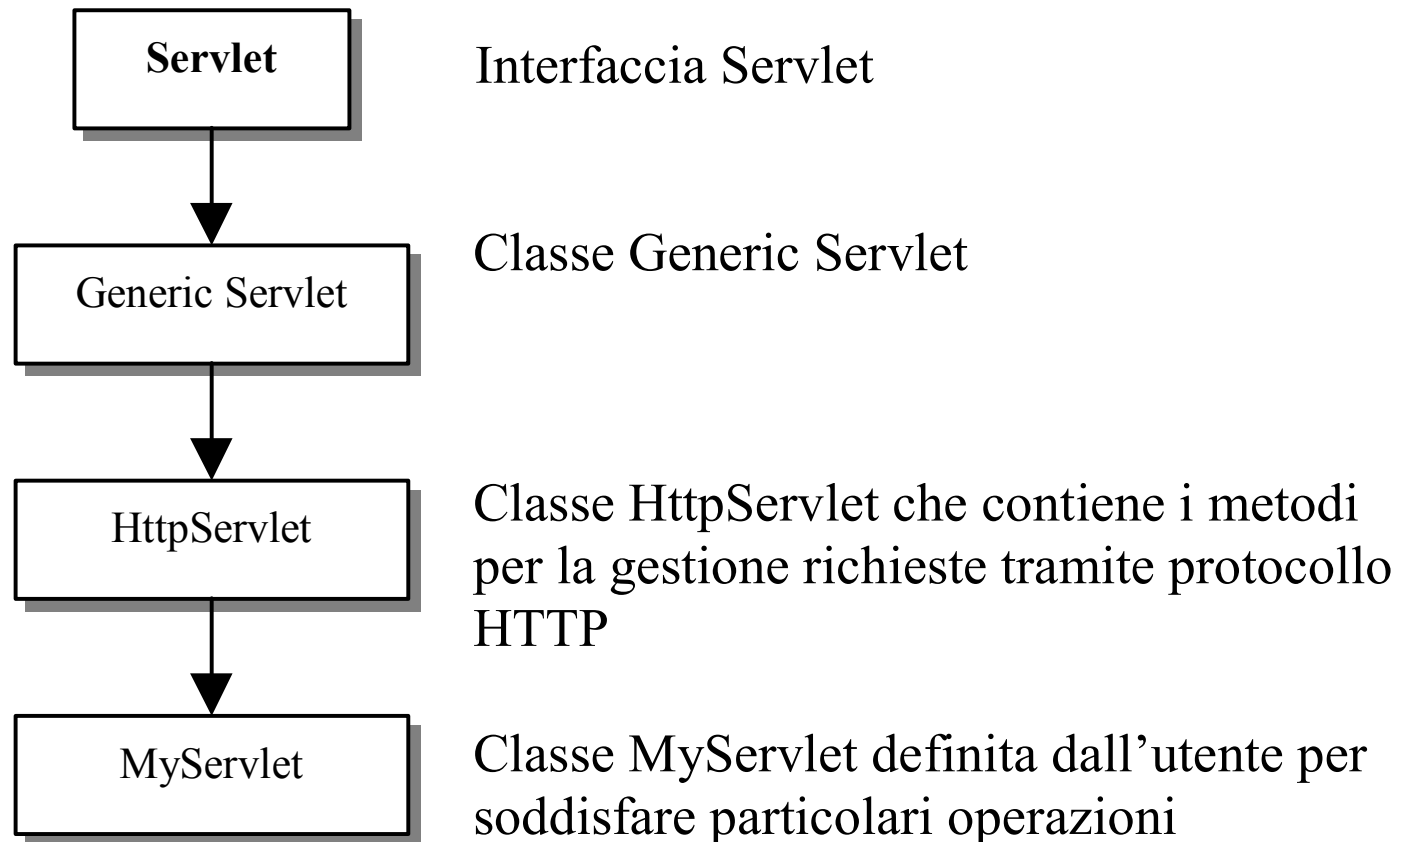 Servlet
Interfaccia Servlet
Generic Servlet
Classe Generic Servlet
HttpServlet
Classe HttpServlet che contiene i metodi
per la gestione richieste tramite protocollo
HTTP
MyServlet
Classe MyServlet definita dall’utente per
soddisfare particolari operazioni